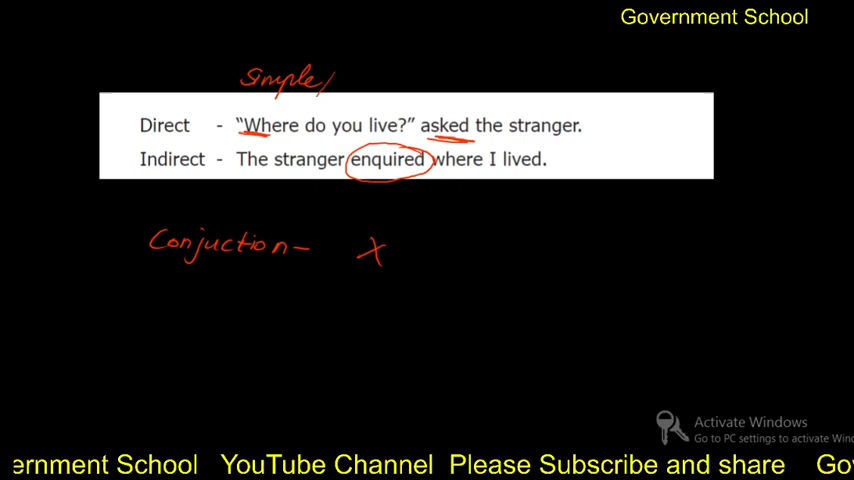 Government School
Simple/
Direct - "Where do you live?" asked the stranger.
Indirect - The stranger enquired where I lived.
Conjuction- X
Activate Windows
Go to PC settings to activate Win
ernment School YouTube Channel Please Subscribe and share Gov